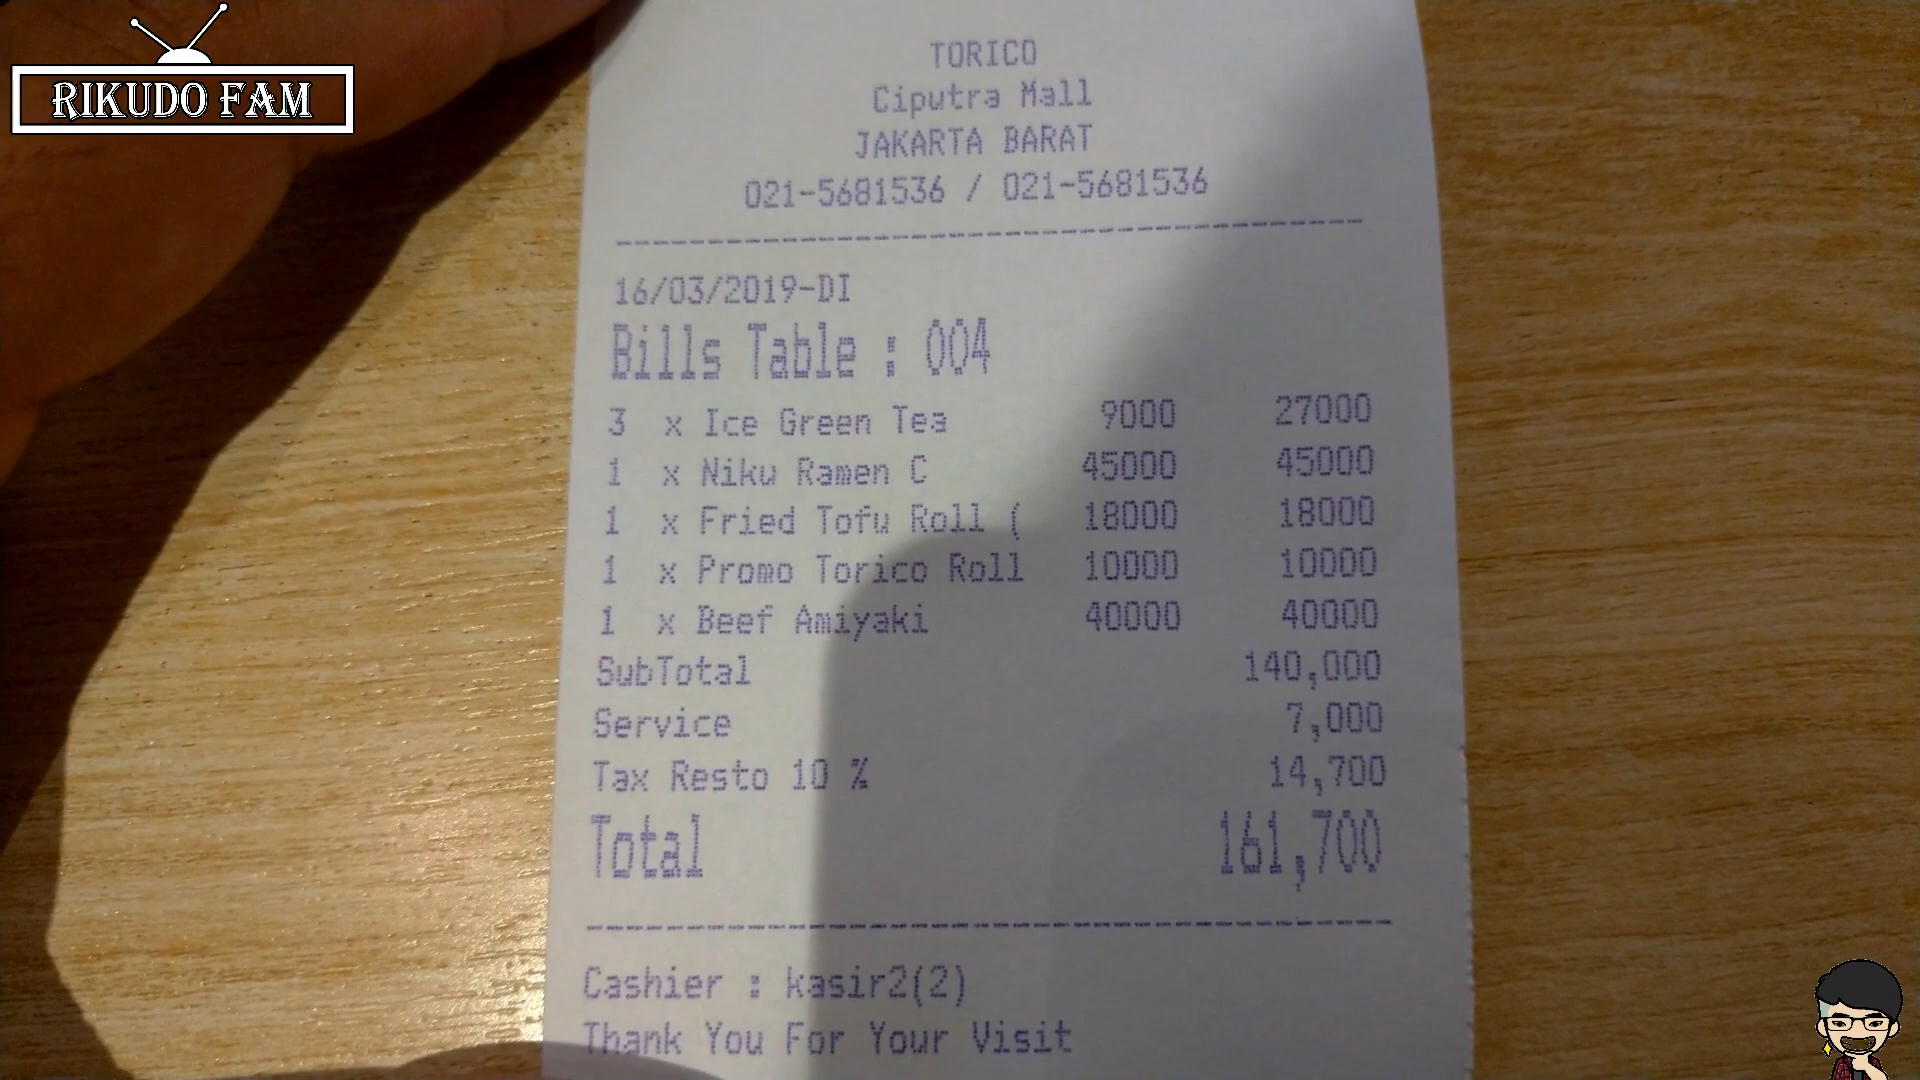 RIKUDO FAM
TORICO
Ciputra Mall
JAKARTA BARAT
021-5681536 / 021-5681536
16/03/2019-DI
Bills Table : 004
3 x Ice Green Tea 9000 27000
1 x Niku Ramen C 45000 45000
1 x Fried Tofu Roll ( 18000 18000
1 x Promo Torico Roll 10000 10000
1 x Beef Amiyaki 40000 40000
SubTotal 140,000
Service 7,000
Tax Resto 10 % 14,700
Total 161,700
Cashier : kasir2(2)
Thank You For Your Visit